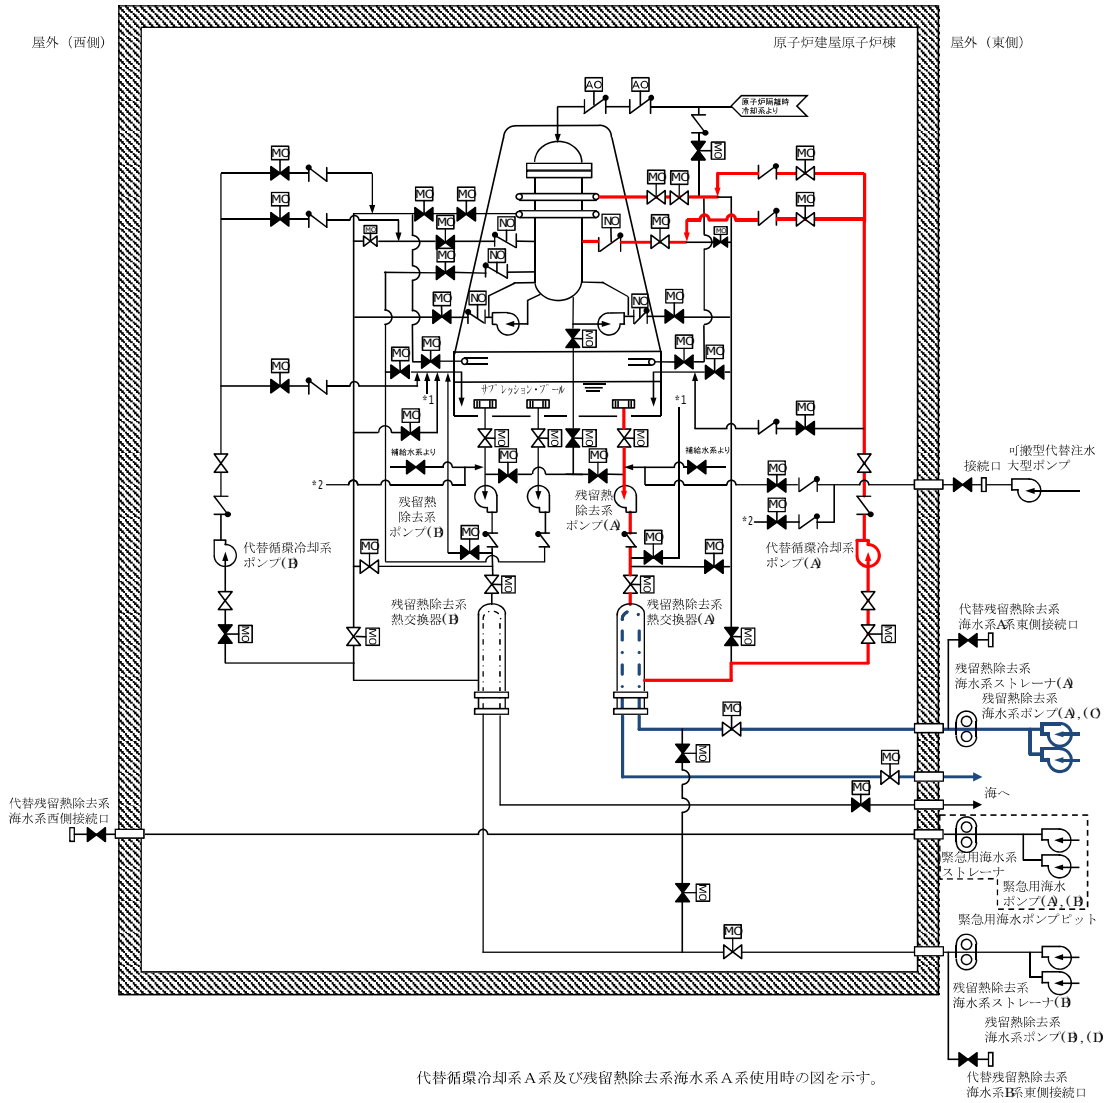 屋外（西側）
原子炉建屋原子炉棟
屋外（東側）
AO
AO
原子炉隔離時
冷却系より
MO
MO
MO
MO
MO
MO
MO
MO
MO
MO
NO
NO
MO
MO
MO
MO
NO
MO
NO
NO
MO
MO
MO
MO
MO
MO
MO
サプレッション・プール
*1
*1
MO
MO
MO
MO
MO
MO
MO
補給水系より
補給水系より
MO
MO
MO
*2
可搬型代替注水
大型ポンプ
接続口
残留熱
除去系
ポンプ(B)
残留熱
除去系
ポンプ(A)
MO
*2
代替循環冷却系
ポンプ(B)
代替循環冷却系
ポンプ(A)
MO
MO
MO
MO
MO
MO
残留熱除去系
熱交換器(B)
残留熱除去系
熱交換器(A)
MO
MO
MO
MO
代替残留熱除去系
海水系A系東側接続口
残留熱除去系
海水系ストレーナ(A)
残留熱除去系
海水系ポンプ(A),(C)
MO
MO
MO
MO
海へ
代替残留熱除去系
海水系西側接続口
緊急用海水系
ストレーナ
緊急用海水
ポンプ(A),(B)
緊急用海水ポンプピット
MO
MO
残留熱除去系
海水系ストレーナ(B)
残留熱除去系
海水系ポンプ(B),(D)
代替残留熱除去系
海水系B系東側接続口
代替循環冷却系Ａ系及び残留熱除去系海水系Ａ系使用時の図を示す。